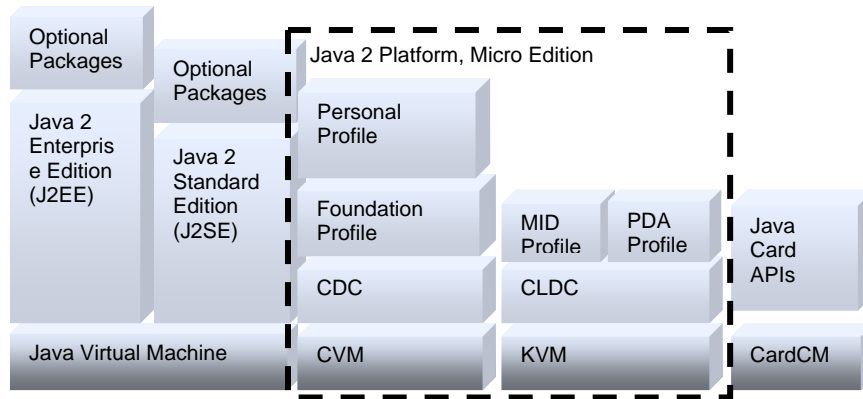 Optional
Packages
Optional
Packages
Java 2 Platform, Micro Edition
Java 2
Enterpris
e Edition
(J2EE)
Java 2
Standard
Edition
(J2SE)
Personal
Profile
Foundation
Profile
MID
Profile
PDA
Profile
Java
Card
APIs
CDC
CLDC
Java Virtual Machine
CVM
KVM
CardCM